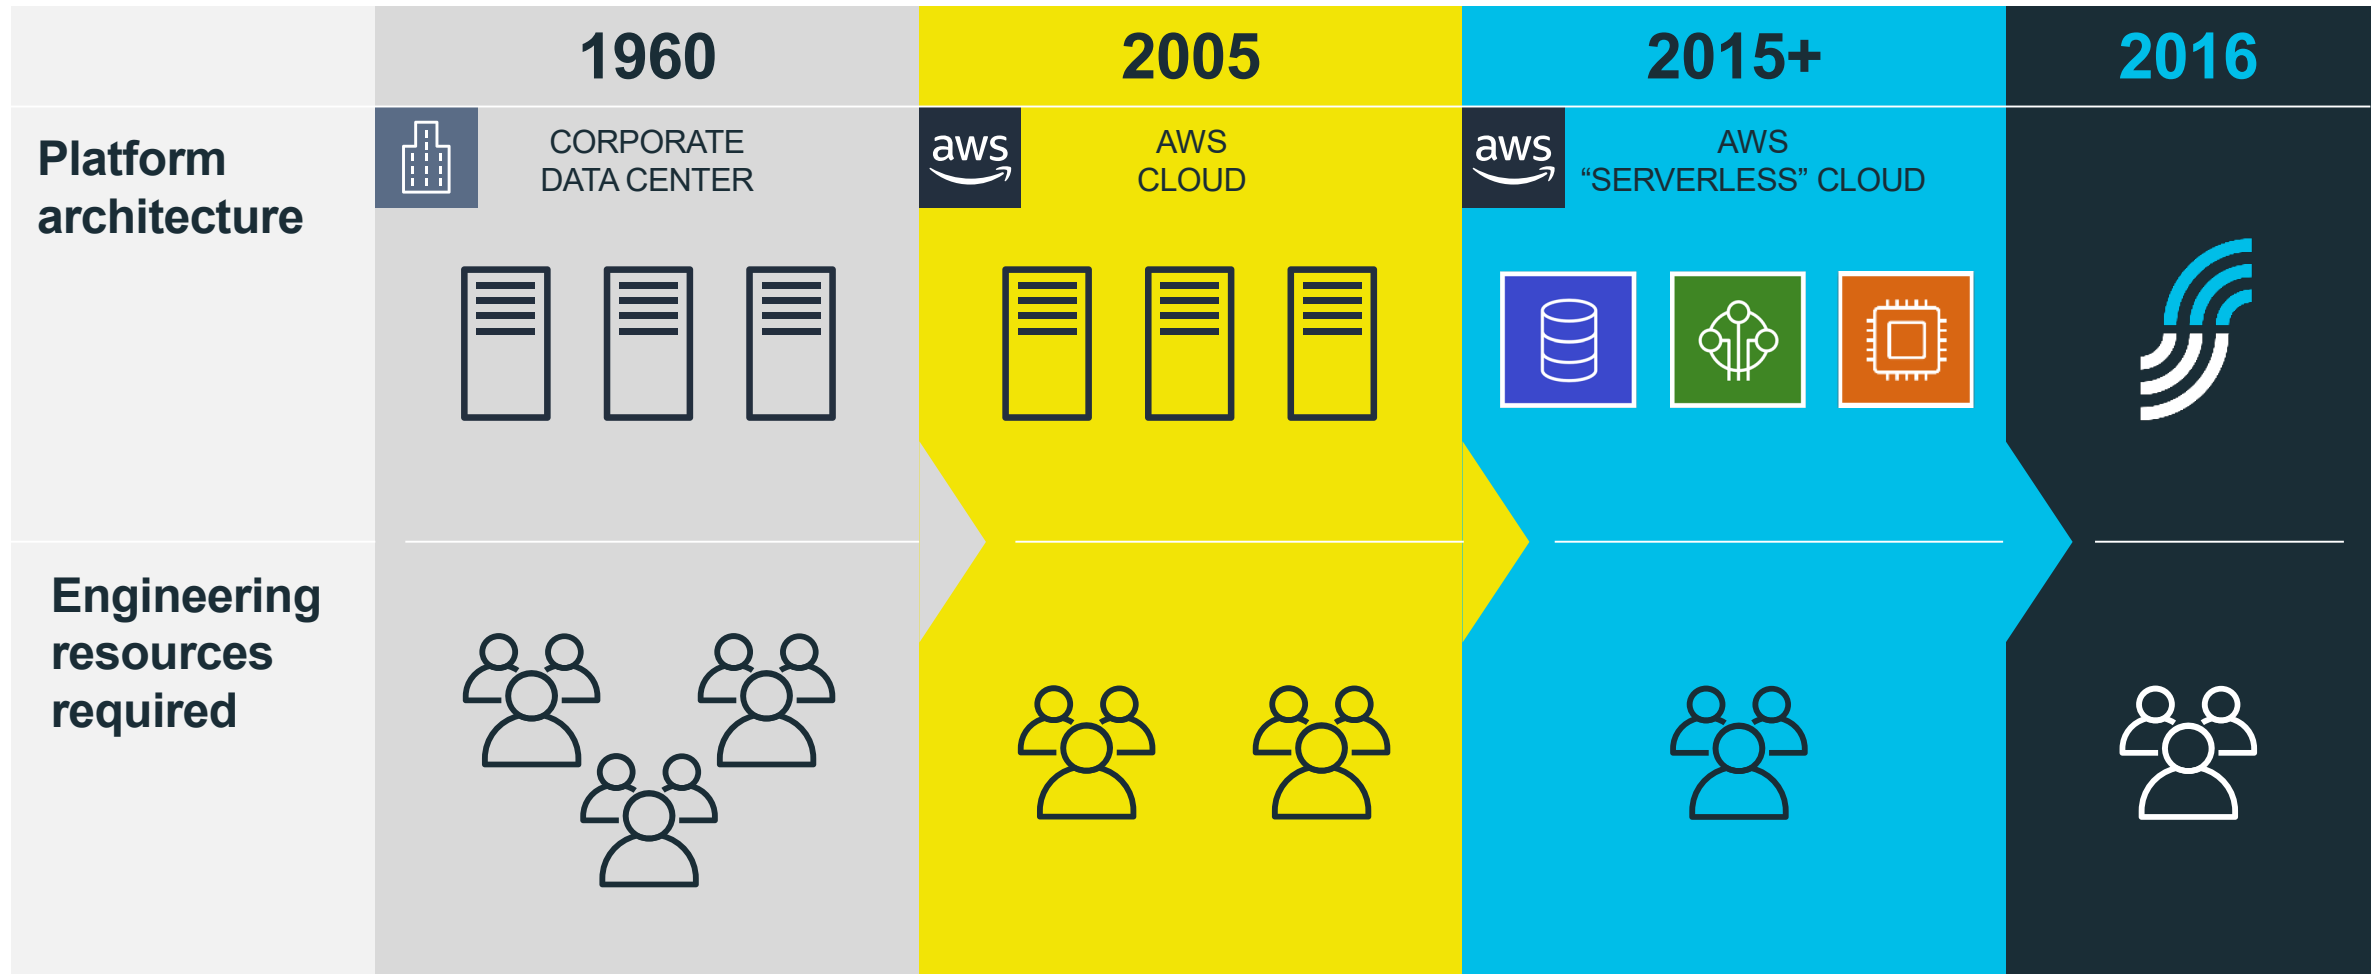 1960
2005
2015+
2016
Platform
architecture
CORPORATE
DATA CENTER
aws
AWS
CLOUD
aws
AWS
“SERVERLESS” CLOUD
Engineering
resources
required